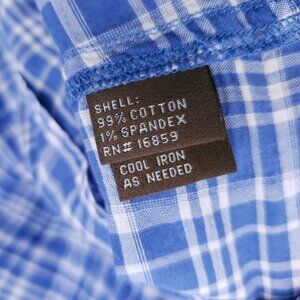 SHELL:
99% COTTON
1% SPANDEX
RN# 16859
COOL IRON
AS NEEDED